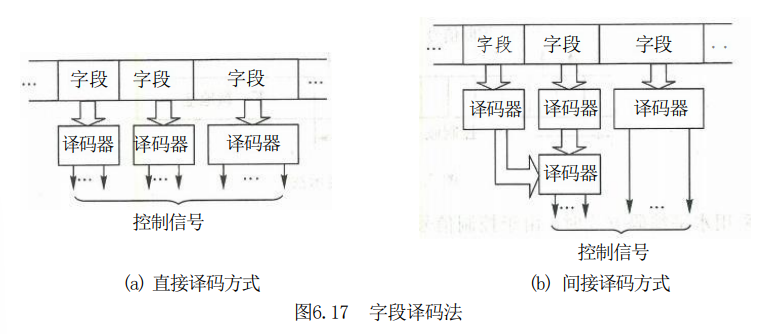 ... 字段 字段 字段 ...
译码器 译码器 译码器
... ... ...
控制信号
(a) 直接译码方式
... 字段 字段 字段 ..
译码器 译码器 译码器
译码器
... ...
控制信号
(b) 间接译码方式
图6.17 字段译码法